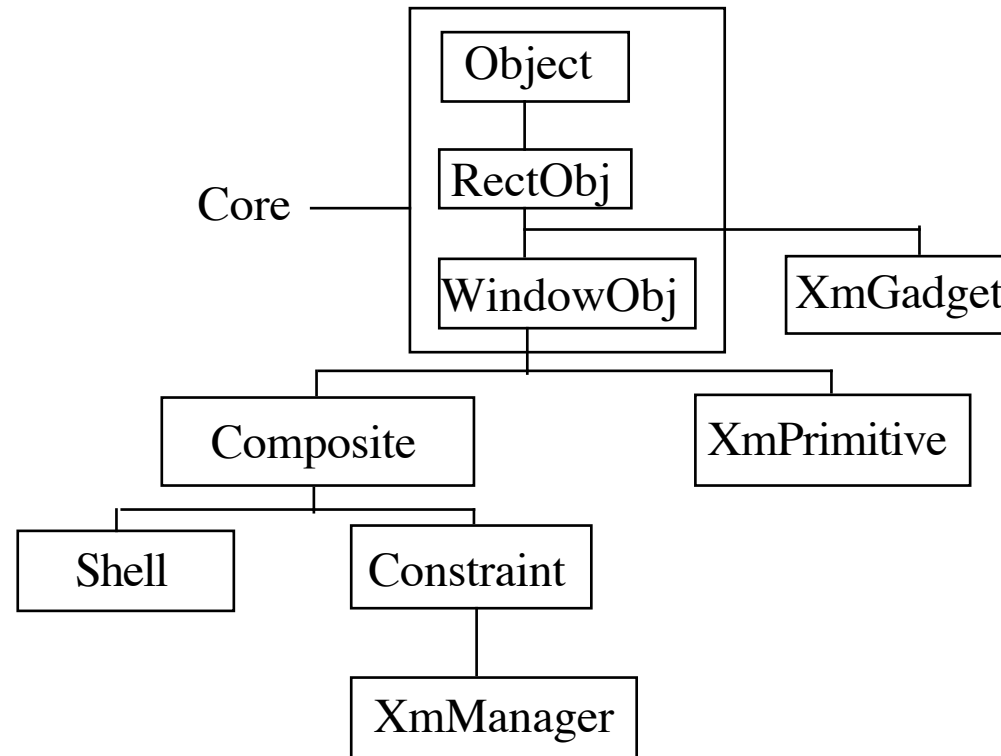 Object
RectObj
Core
WindowObj
XmGadget
Composite
XmPrimitive
Shell
Constraint
XmManager